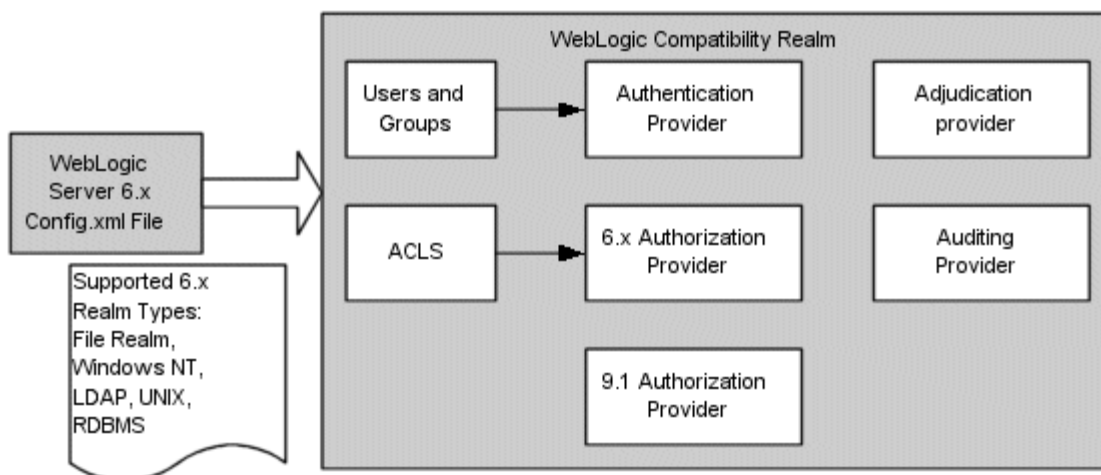 WebLogic Compatibility Realm
Users and
Groups
Authentication
Provider
Adjudication
provider
WebLogic
Server 6.x
Config.xml File
ACLS
6.x Authorization
Provider
Auditing
Provider
Supported 6.x
Realm Types:
File Realm,
Windows NT,
LDAP, UNIX,
RDBMS
9.1 Authorization
Provider